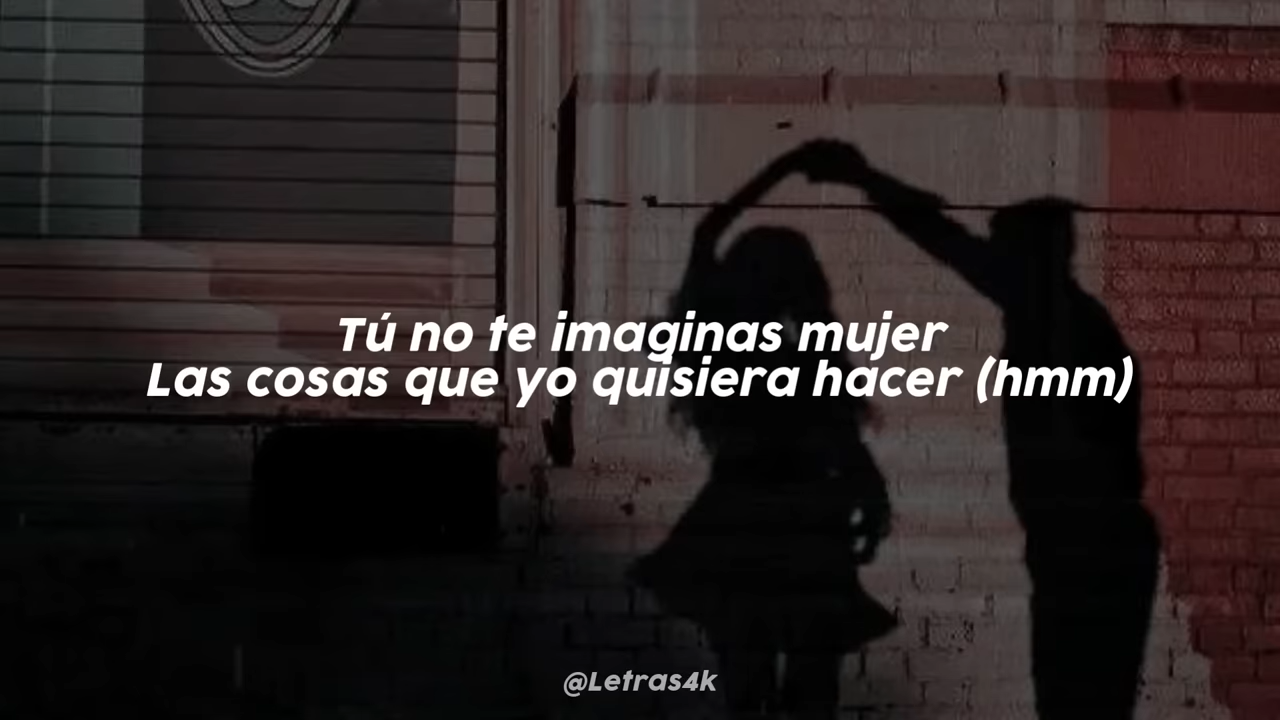 Tú no te imaginas mujer
Las cosas que yo quisiera hacer (hmm)
@Letras4k